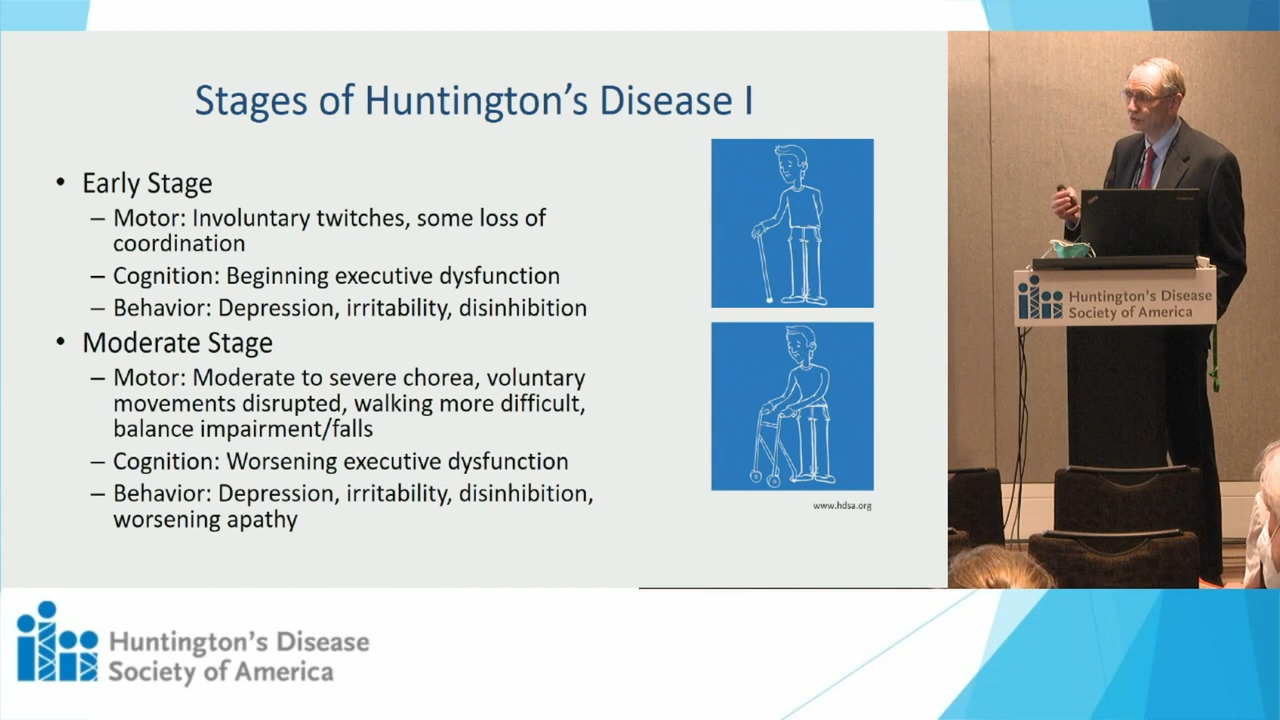 Stages of Huntington's Disease I
• Early Stage
– Motor: Involuntary twitches, some loss of
coordination
– Cognition: Beginning executive dysfunction
– Behavior: Depression, irritability, disinhibition
• Moderate Stage
– Motor: Moderate to severe chorea, voluntary
movements disrupted, walking more difficult,
balance impairment/falls
– Cognition: Worsening executive dysfunction
– Behavior: Depression, irritability, disinhibition,
worsening apathy
www.hdsa.org
Huntington's Disease
Society of America
Huntington's Disease
Society of America